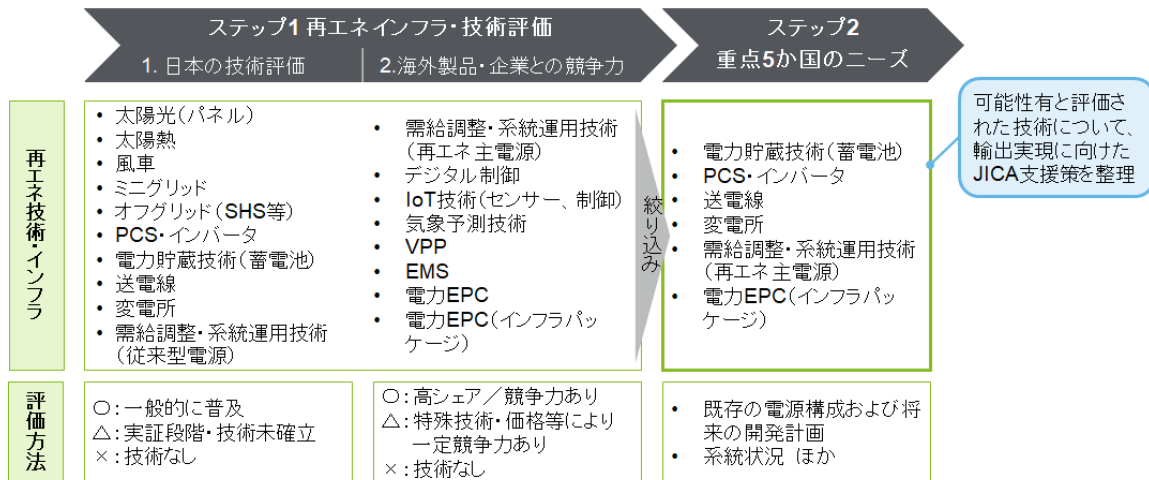 ステップ1 再エネインフラ・技術評価
1. 日本の技術評価
2.海外製品・企業との競争力
ステップ2
重点5か国のニーズ
再エネ技術・インフラ
• 太陽光(パネル)
• 太陽熱
• 風車
• ミニグリッド
• オフグリッド(SHS等)
• PCS・インバータ
• 電力貯蔵技術(蓄電池)
• 送電線
• 変電所
• 需給調整・系統運用技術
(従来型電源)
• 需給調整・系統運用技術
(再エネ主電源)
• デジタル制御
• IoT技術(センサー、制御)
• 気象予測技術
• VPP
• EMS
• 電力EPC
• 電力EPC(インフラパッ
ケージ)
絞り込み
• 電力貯蔵技術(蓄電池)
• PCS・インバータ
• 送電線
• 変電所
• 需給調整・系統運用技術
(再エネ主電源)
• 電力EPC(インフラパッ
ケージ)
可能性有と評価さ
れた技術について、
輸出実現に向けた
JICA支援策を整理
評価方法
○:一般的に普及
△:実証段階・技術未確立
×:技術なし
○:高シェア/競争力あり
△:特殊技術・価格等により
一定競争力あり
×:技術なし
• 既存の電源構成および将
来の開発計画
• 系統状況 ほか